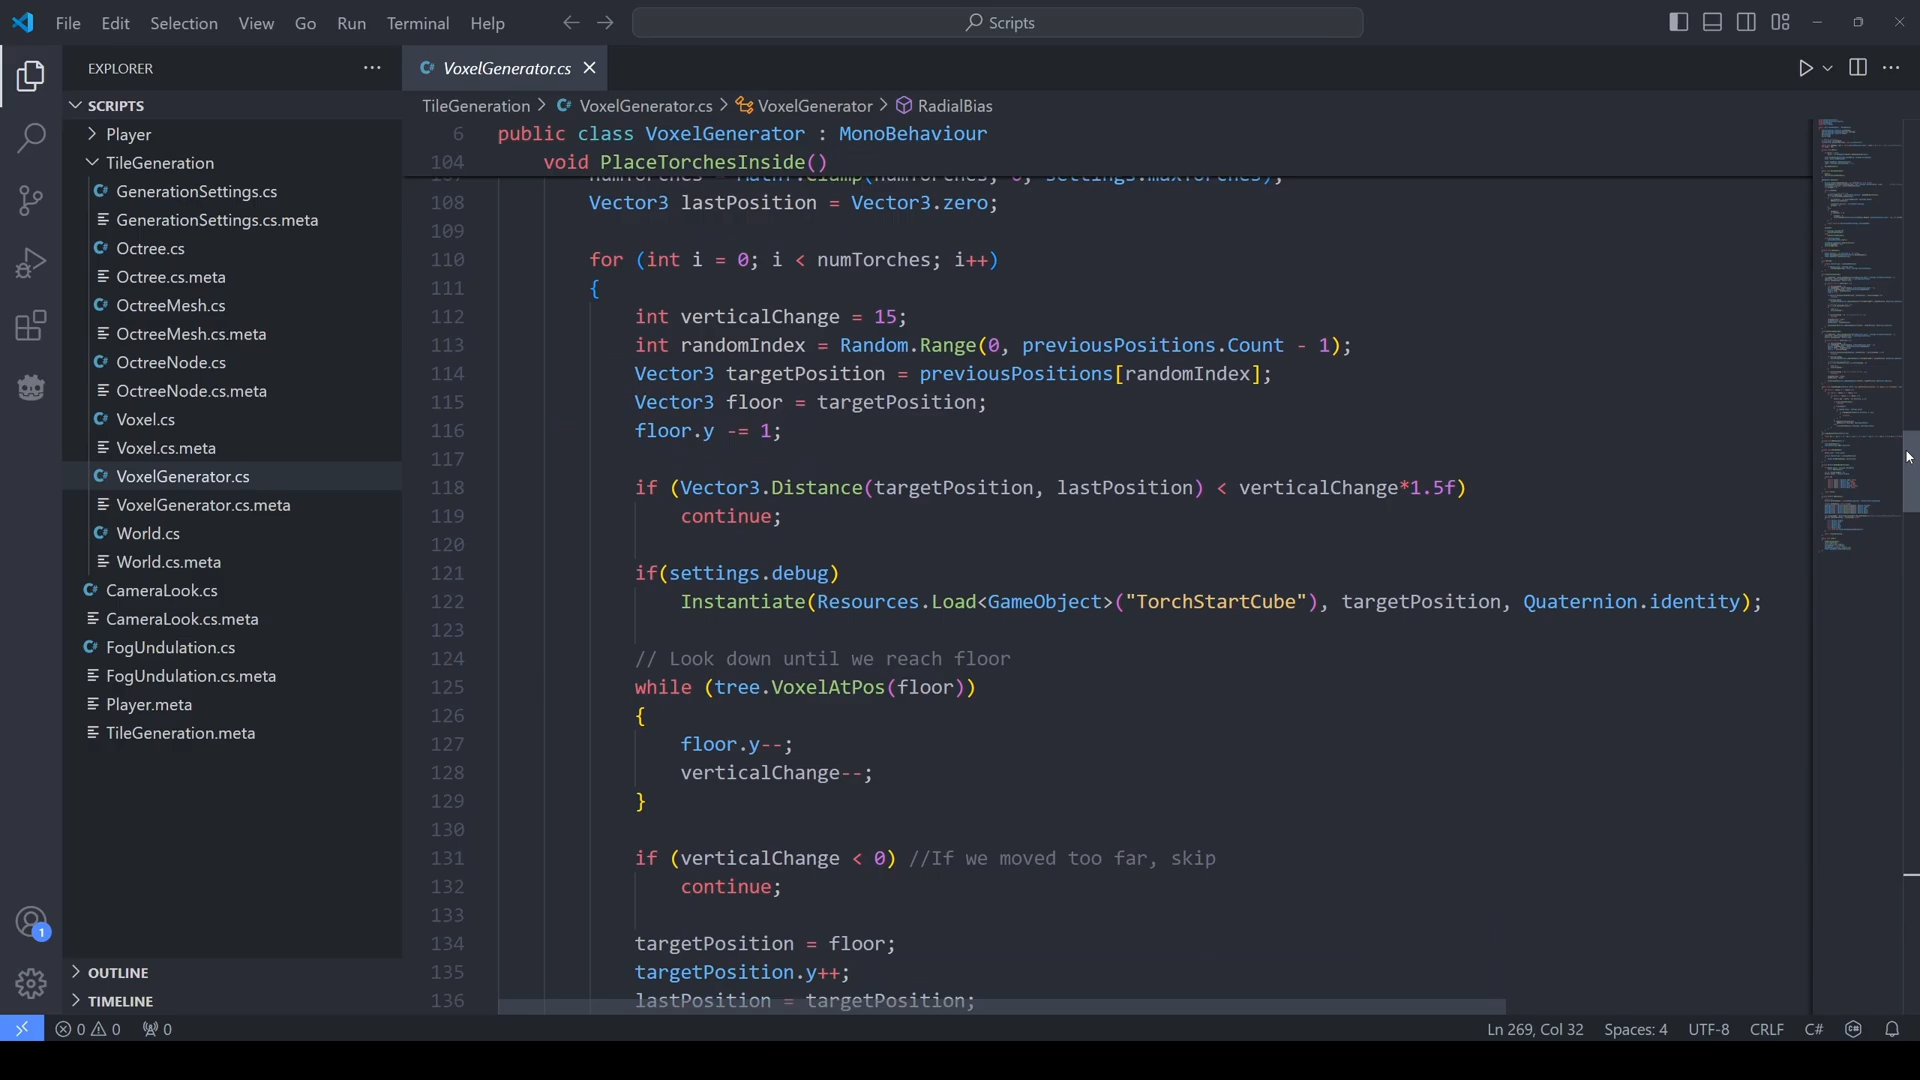 File Edit Selection View Go Run Terminal Help
Scripts
EXPLORER
VoxelGenerator.cs
SCRIPTS
Player
TileGeneration
GenerationSettings.cs
GenerationSettings.cs.meta
Octree.cs
Octree.cs.meta
OctreeMesh.cs
OctreeMesh.cs.meta
OctreeNode.cs
OctreeNode.cs.meta
Voxel.cs
Voxel.cs.meta
VoxelGenerator.cs
VoxelGenerator.cs.meta
World.cs
World.cs.meta
CameraLook.cs
CameraLook.cs.meta
FogUndulation.cs
FogUndulation.cs.meta
Player.meta
TileGeneration.meta
OUTLINE
TIMELINE
1
TileGeneration > VoxelGenerator.cs > VoxelGenerator > RadialBias
6 public class VoxelGenerator : MonoBehaviour
104 void PlaceTorchesInside()
108 Vector3 lastPosition = Vector3.zero;
109
110 for (int i = 0; i < numTorches; i++)
111 {
112 int verticalChange = 15;
113 int randomIndex = Random.Range(0, previousPositions.Count - 1);
114 Vector3 targetPosition = previousPositions[randomIndex];
115 Vector3 floor = targetPosition;
116 floor.y -= 1;
117
118 if (Vector3.Distance(targetPosition, lastPosition) < verticalChange*1.5f)
119 continue;
120
121 if(settings.debug)
122 Instantiate(Resources.Load<GameObject>("TorchStartCube"), targetPosition, Quaternion.identity);
123
124 // Look down until we reach floor
125 while (tree.VoxelAtPos(floor))
126 {
127 floor.y--;
128 verticalChange--;
129 }
130
131 if (verticalChange < 0) //If we moved too far, skip
132 continue;
133
134 targetPosition = floor;
135 targetPosition.y++;
136 lastPosition = targetPosition;
0 0 0 Ln 269, Col 32 Spaces: 4 UTF-8 CRLF C#